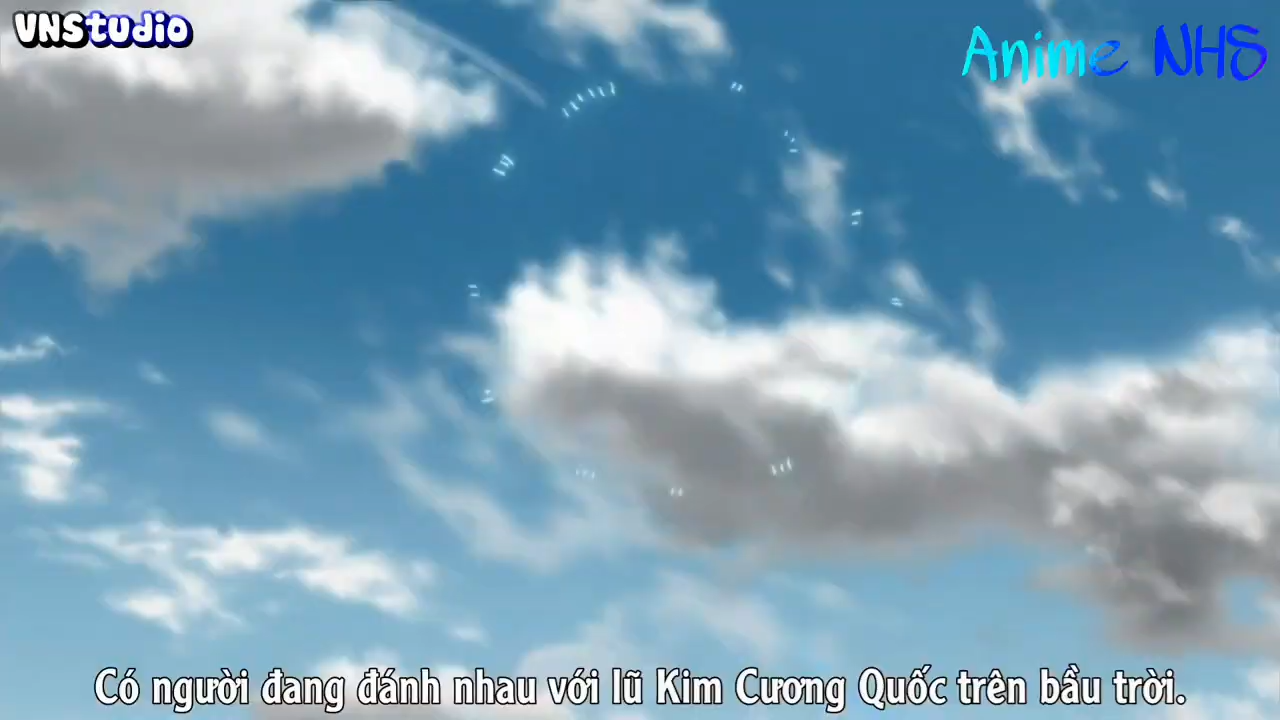 VNStudio
Anime NHS
Có người đang đánh nhau với lũ Kim Cương Quốc trên bầu trời.